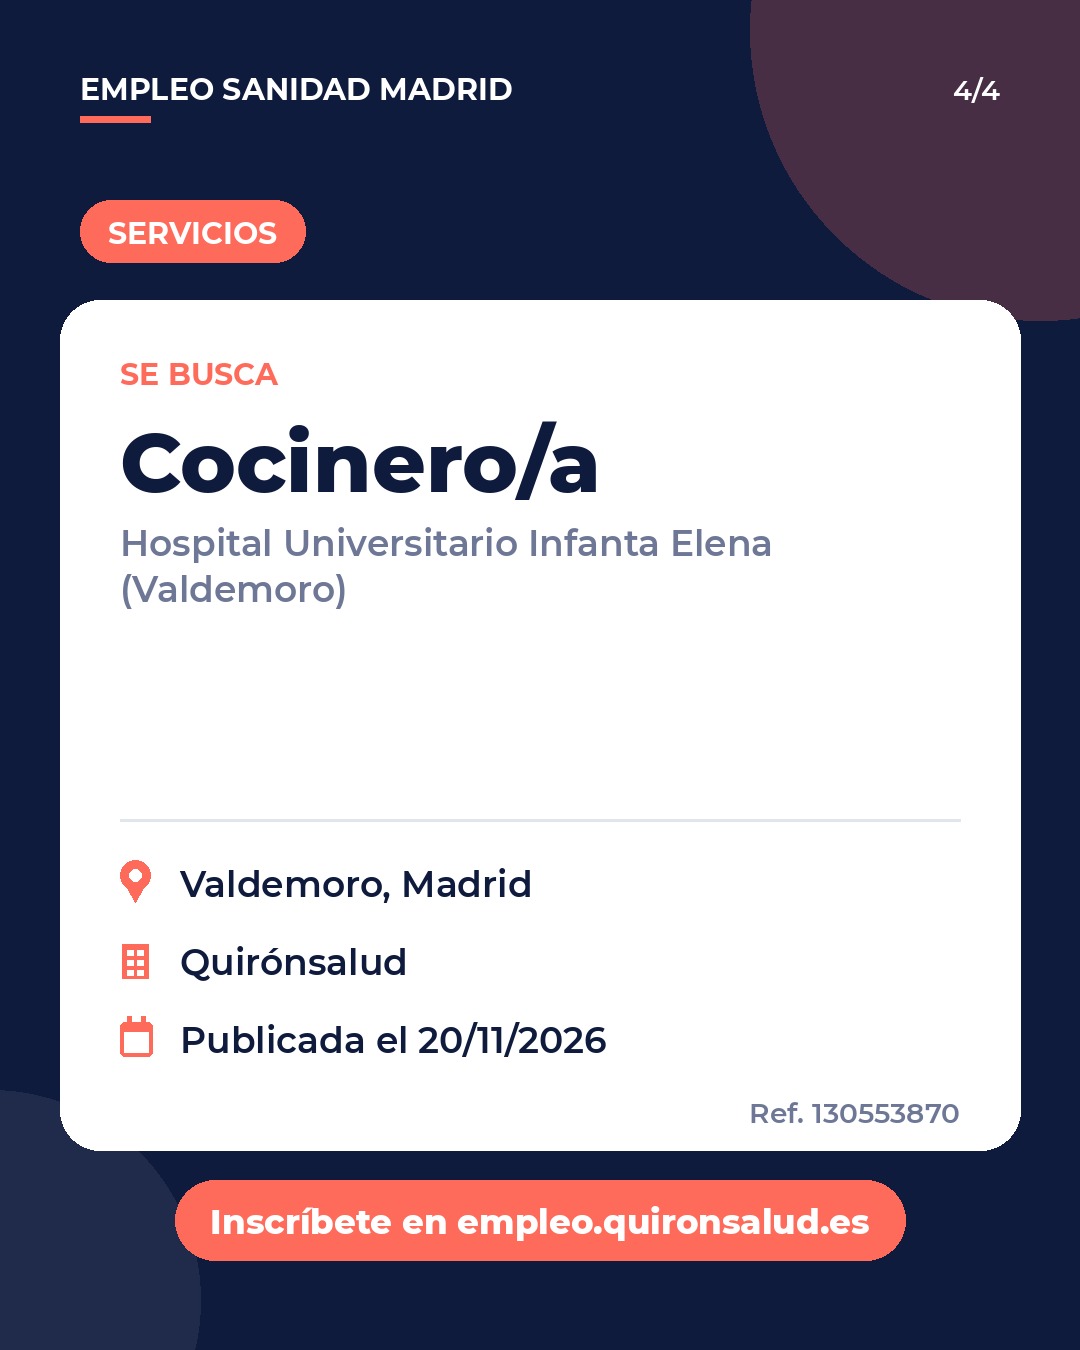 EMPLEO SANIDAD MADRID
4/4
SERVICIOS
SE BUSCA
Cocinero/a
Hospital Universitario Infanta Elena
(Valdemoro)
Valdemoro, Madrid
Quirónsalud
Publicada el 20/11/2026
Ref. 130553870
Inscríbete en empleo.quironsalud.es